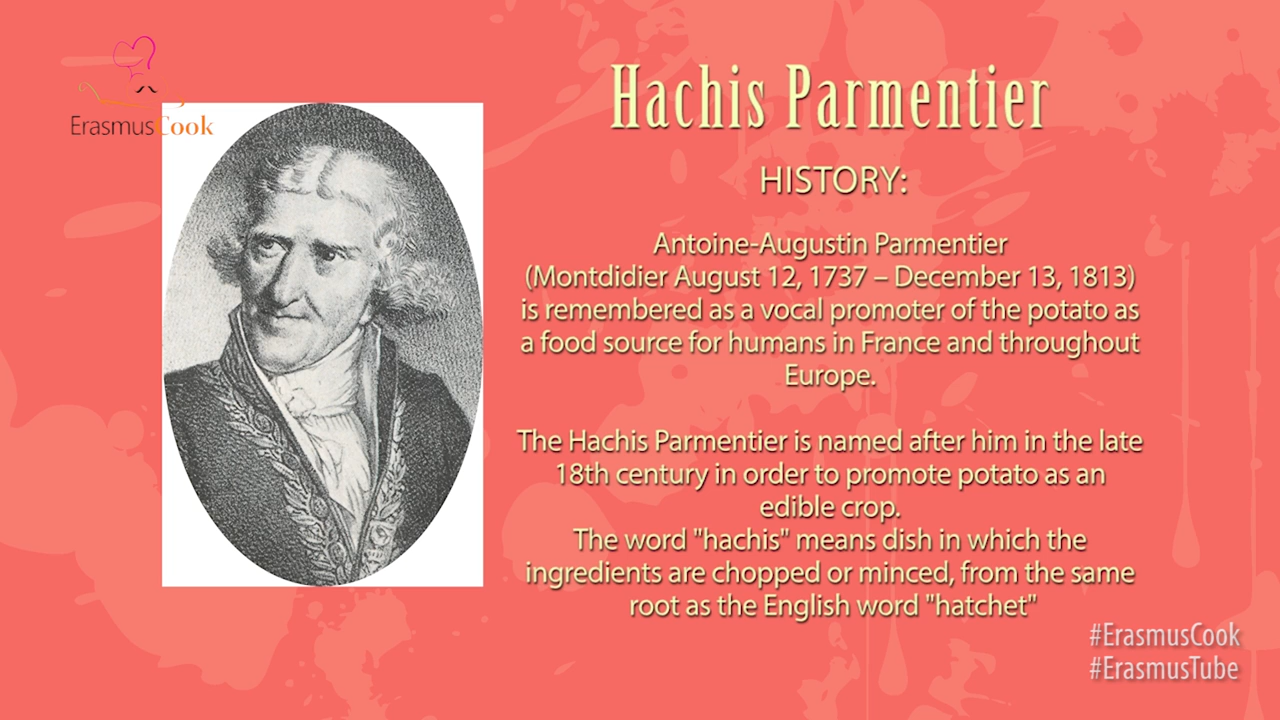 ErasmusCook
Hachis Parmentier
HISTORY:
Antoine-Augustin Parmentier
(Montdidier August 12, 1737 – December 13, 1813)
is remembered as a vocal promoter of the potato as
a food source for humans in France and throughout
Europe.
The Hachis Parmentier is named after him in the late
18th century in order to promote potato as an
edible crop.
The word "hachis" means dish in which the
ingredients are chopped or minced, from the same
root as the English word "hatchet"
#ErasmusCook
#ErasmusTube